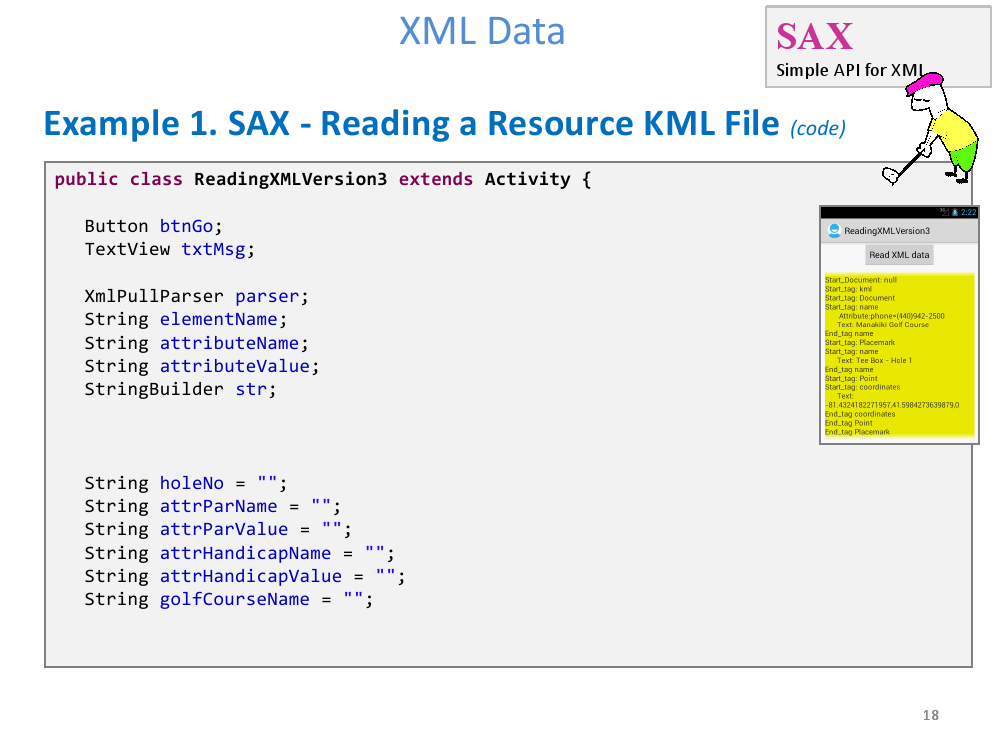 XML Data
SAX
Simple API for XML
Example 1. SAX - Reading a Resource KML File (code)
public class ReadingXMLVersion3 extends Activity {
Button btnGo;
TextView txtMsg;
XmlPullParser parser;
String elementName;
String attributeName;
String attributeValue;
StringBuilder str;
String holeNo = "";
String attrParName = "";
String attrParValue = "";
String attrHandicapName = "";
String attrHandicapValue = "";
String golfCourseName = "";
2:22
ReadingXMLVersion3
Read XML data
Start_Document: null
Start_tag: kml
Start_tag: Document
Start_tag: name
Attribute:phone=(440)942-2500
Text: Manakiki Golf Course
End_tag name
Start_tag: Placemark
Start_tag: name
Text: Tee Box - Hole 1
End_tag name
Start_tag: Point
Start_tag: coordinates
Text:
-81.4324182271957,41.5984273639879,0
End_tag coordinates
End_tag Point
End_tag Placemark
18